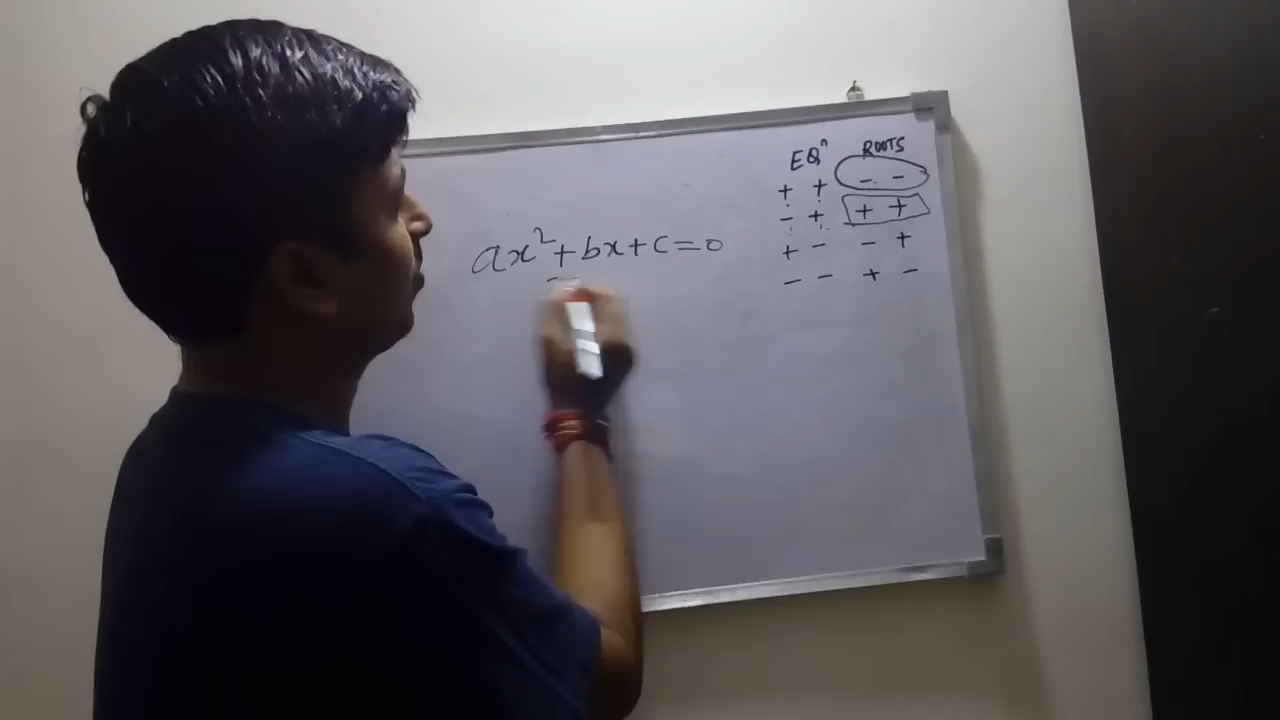 EQⁿ ROOTS
+ + - -
- + + +
ax² + bx + c = 0
+ - - +
- - + -